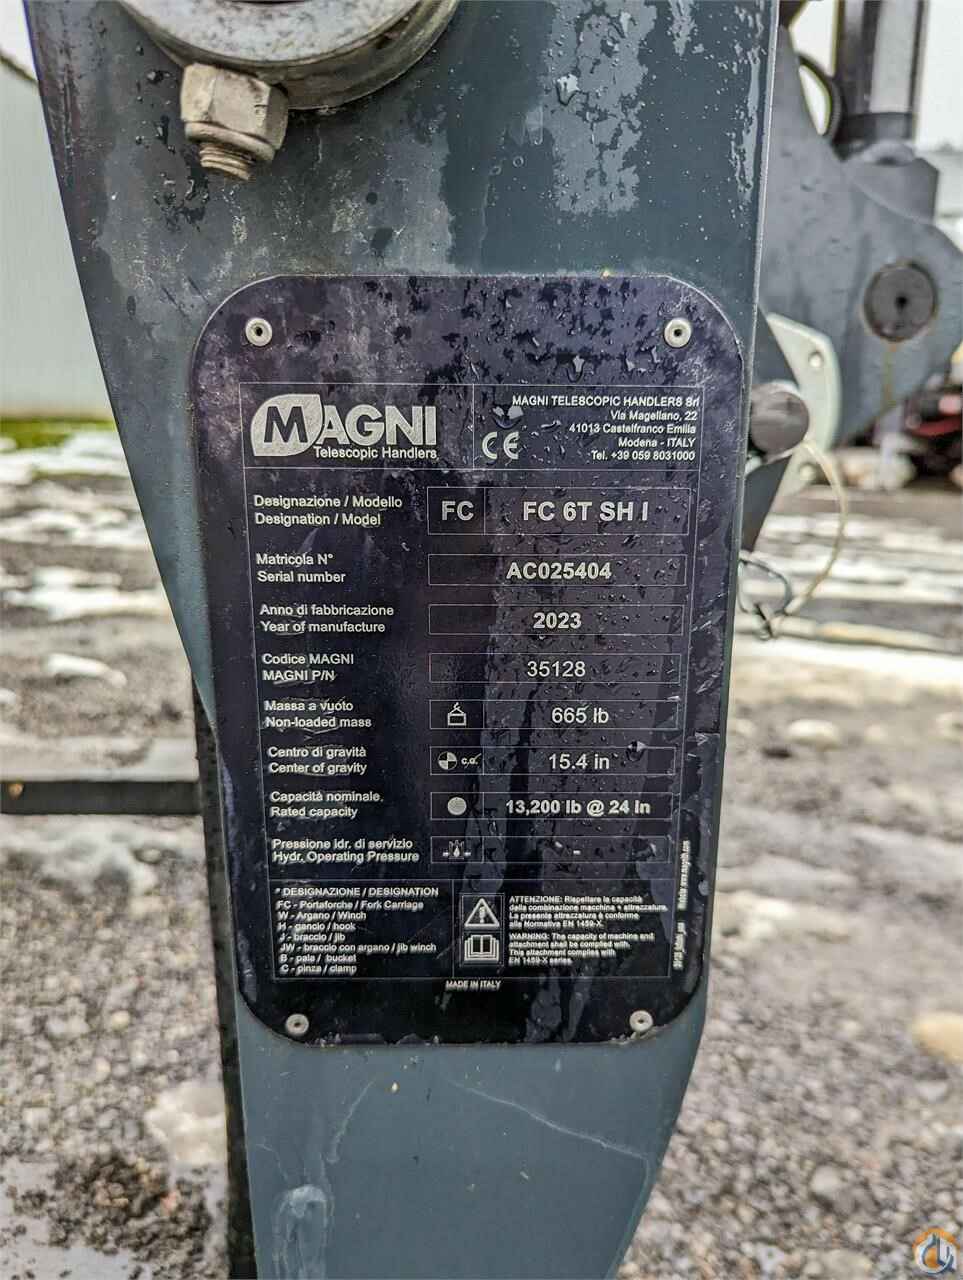 MAGNI
Telescopic Handlers
CE
MAGNI TELESCOPIC HANDLERS Srl
Via Magellano, 22
41013 Castelfranco Emilia
Modena - ITALY
Tel. +39 059 8031000
Designazione / Modello
Designation / Model
FC
FC 6T SH I
Matricola N°
Serial number
AC025404
Anno di fabbricazione
Year of manufacture
2023
Codice MAGNI
MAGNI P/N
35128
Massa a vuoto
Non-loaded mass
665 lb
Centro di gravità
Center of gravity
C.G.
15.4 in
Capacità nominale.
Rated capacity
13,200 lb @ 24 in
Pressione idr. di servizio
Hydr. Operating Pressure
-
* DESIGNAZIONE / DESIGNATION
FC - Portaforche / Fork Carriage
W - Argano / Winch
H - gancio / hook
J - braccio / jib
JW - braccio con argano / jib winch
B - pala / bucket
C - pinza / clamp
ATTENZIONE: Rispettare la capacità
della combinazione macchina + attrezzatura.
La presente attrezzatura è conforme
alle Normativa EN 1459-X.
WARNING: The capacity of machine and
attachment shall be complied with.
This attachment complies with
EN 1459-X series.
MADE IN ITALY